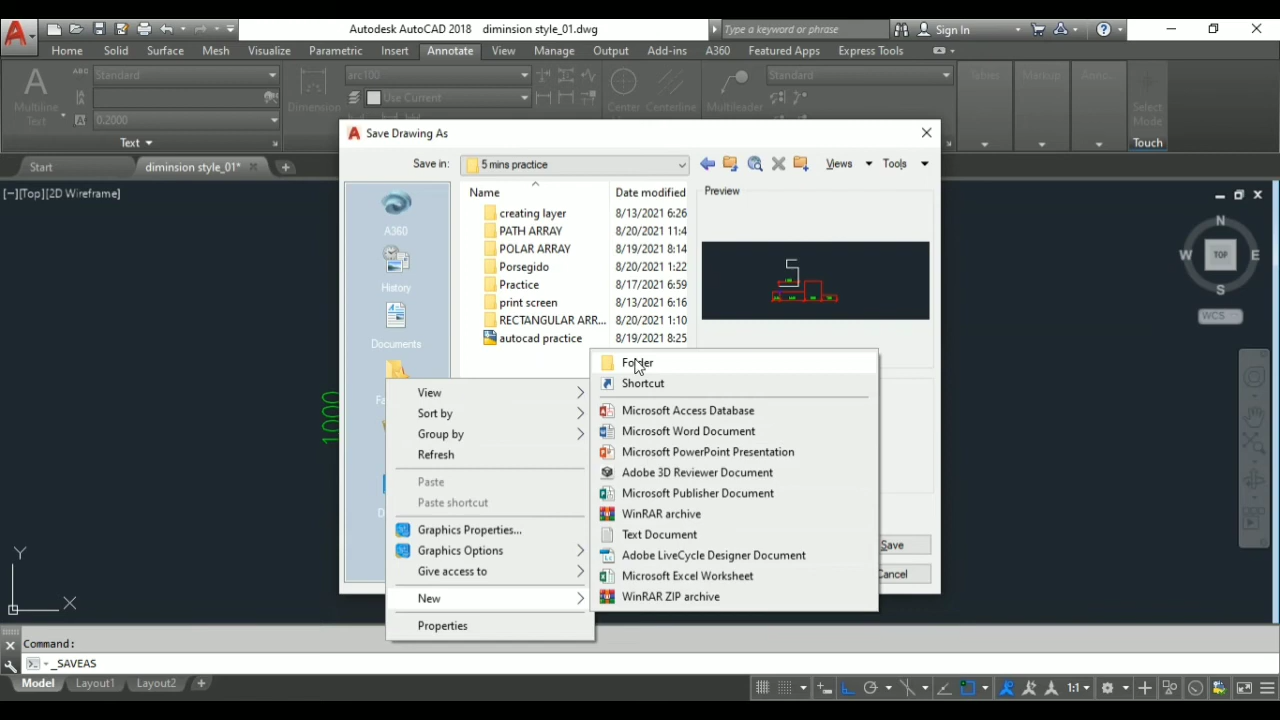 Autodesk AutoCAD 2018 diminsion style_01.dwg
Type a keyword or phrase
Sign In
Home Solid Surface Mesh Visualize Parametric Insert Annotate View Manage Output Add-ins A360 Featured Apps Express Tools
Standard
arc100
Standard
Tables
Markup
Use Current
Multiline
Text
Dimension
Center
Centerline
Multileader
Select
Mode
0.2000
Text
Touch
Start
diminsion style_01*
[−][Top][2D Wireframe]
Save Drawing As
Save in:
5 mins practice
Views
Tools
Name
Date modified
Preview
creating layer 8/13/2021 6:26
PATH ARRAY 8/20/2021 11:4
POLAR ARRAY 8/19/2021 8:14
Porsegido 8/20/2021 1:22
Practice 8/17/2021 6:59
print screen 8/13/2021 6:16
RECTANGULAR ARR... 8/20/2021 1:10
autocad practice 8/19/2021 8:25
A360
History
Documents
Save
Cancel
View
Sort by
Group by
Refresh
Paste
Paste shortcut
Graphics Properties...
Graphics Options
Give access to
New
Properties
Folder
Shortcut
Microsoft Access Database
Microsoft Word Document
Microsoft PowerPoint Presentation
Adobe 3D Reviewer Document
Microsoft Publisher Document
WinRAR archive
Text Document
Adobe LiveCycle Designer Document
Microsoft Excel Worksheet
WinRAR ZIP archive
N
W
TOP
E
S
WCS
1000
Y
X
Command:
_SAVEAS
Model Layout1 Layout2
1:1